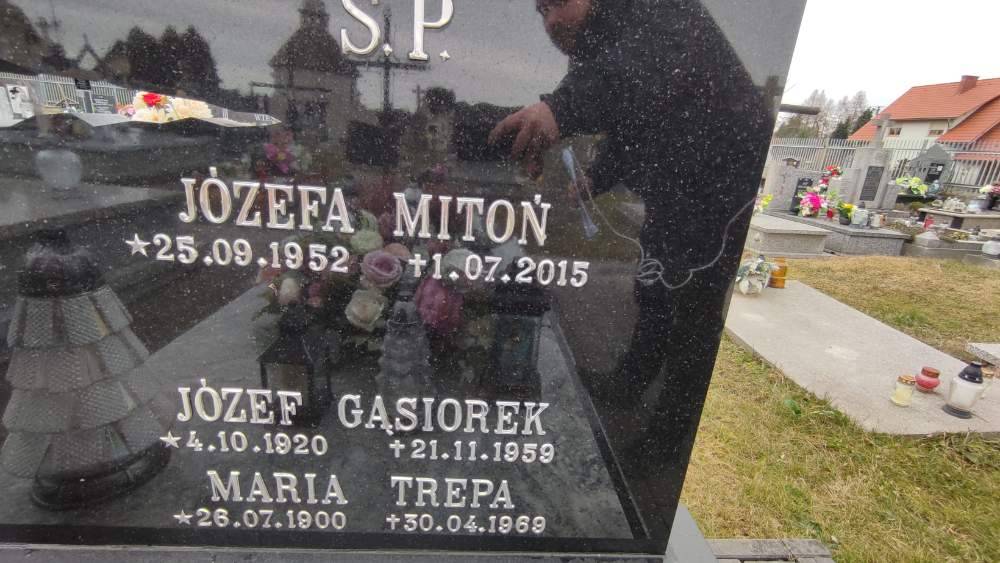 Ś.P.
JÓZEFA MITOŃ
★25.09.1952 ✝1.07.2015
JÓZEF GĄSIOREK
★4.10.1920 ✝21.11.1959
MARIA TREPA
★26.07.1900 ✝30.04.1969